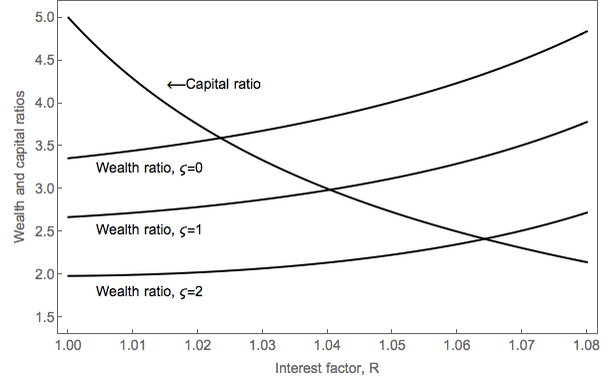 5.0
4.5
4.0
3.5
3.0
2.5
2.0
1.5
Wealth and capital ratios
←Capital ratio
Wealth ratio, ς=0
Wealth ratio, ς=1
Wealth ratio, ς=2
1.00 1.01 1.02 1.03 1.04 1.05 1.06 1.07 1.08
Interest factor, R